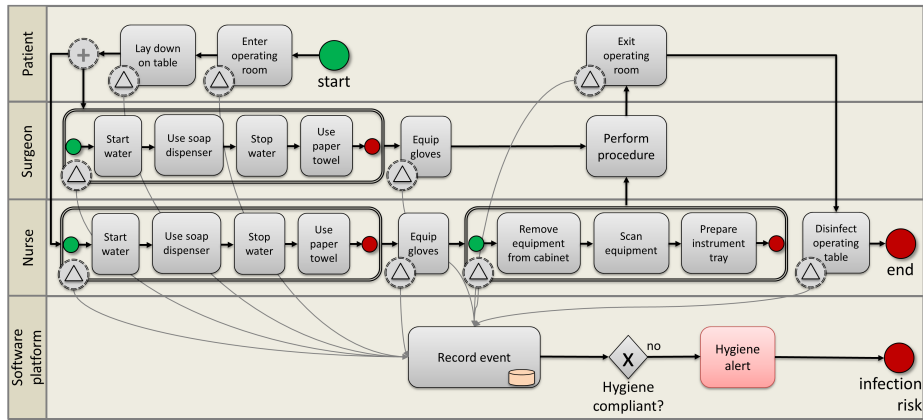 Patient
Lay down
on table
Enter
operating
room
start
Exit
operating
room
Surgeon
Start
water
Use soap
dispenser
Stop
water
Use
paper
towel
Equip
gloves
Perform
procedure
Nurse
Start
water
Use soap
dispenser
Stop
water
Use
paper
towel
Equip
gloves
Remove
equipment
from cabinet
Scan
equipment
Prepare
instrument
tray
Disinfect
operating
table
end
Software
platform
Record event
X
no
Hygiene
compliant?
Hygiene
alert
infection
risk